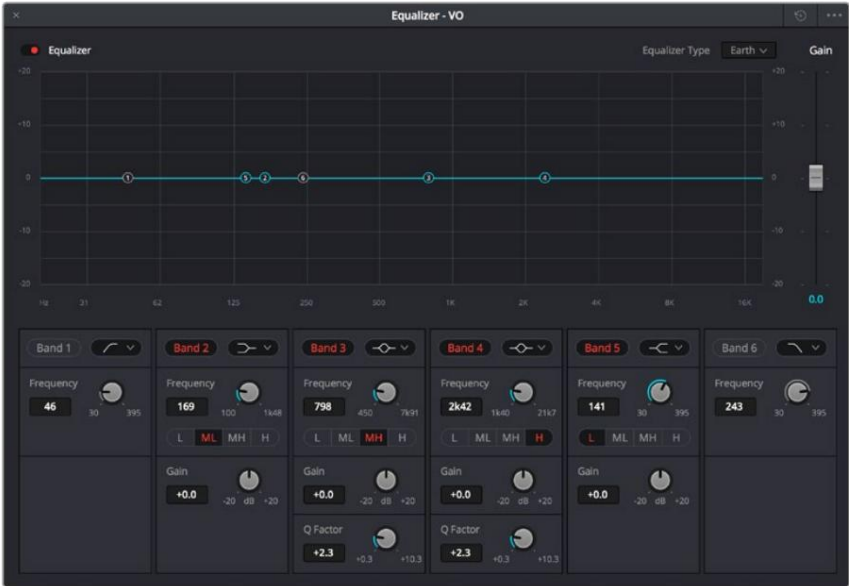 Equalizer - VO
Equalizer
Equalizer Type Earth Gain
+20 +20
+10 +10
0 0
1 5 2 6 3 4
-10 -10
-20 -20
Hz 31 62 125 250 500 1K 2K 4K 8K 16K 0.0
Band 1 Band 2 Band 3 Band 4 Band 5 Band 6
Frequency Frequency Frequency Frequency Frequency Frequency
46 30 395 169 100 1k48 798 450 7k91 2k42 1k40 21k7 141 30 395 243 30 395
L ML MH H L ML MH H L ML MH H L ML MH H
Gain Gain Gain Gain
+0.0 -20 dB +20 +0.0 -20 dB +20 +0.0 -20 dB +20 +0.0 -20 dB +20
Q Factor Q Factor
+2.3 +0.3 +10.3 +2.3 +0.3 +10.3